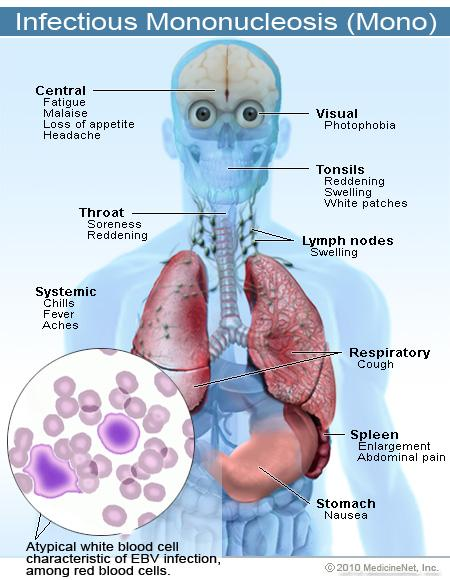 Infectious Mononucleosis (Mono)
Central
Fatigue
Malaise
Loss of appetite
Headache
Visual
Photophobia
Tonsils
Reddening
Swelling
White patches
Throat
Soreness
Reddening
Lymph nodes
Swelling
Systemic
Chills
Fever
Aches
Respiratory
Cough
Spleen
Enlargement
Abdominal pain
Stomach
Nausea
Atypical white blood cell
characteristic of EBV infection,
among red blood cells.
© 2010 MedicineNet, Inc.